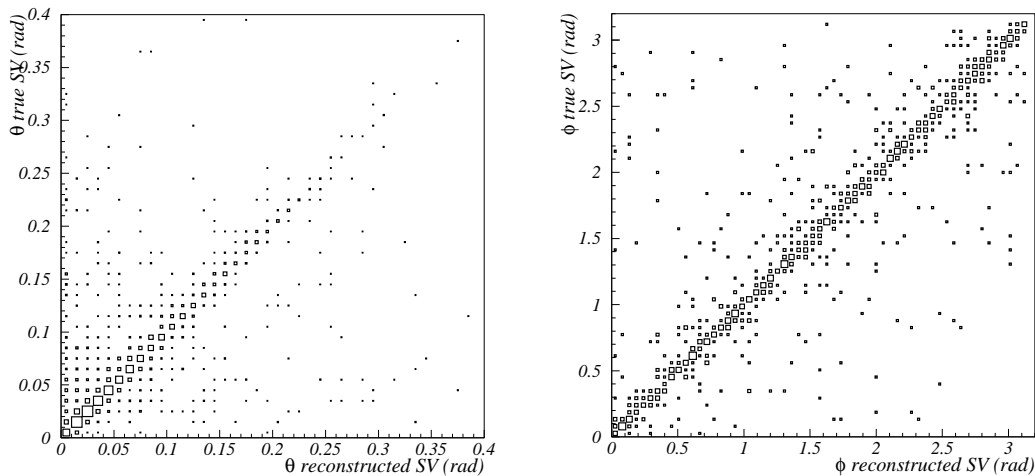 θ true SV (rad)
0.4
0.35
0.3
0.25
0.2
0.15
0.1
0.05
0
0 0.05 0.1 0.15 0.2 0.25 0.3 0.35 0.4
θ reconstructed SV (rad)
ϕ true SV (rad)
3
2.5
2
1.5
1
0.5
0
0 0.5 1 1.5 2 2.5 3
ϕ reconstructed SV (rad)